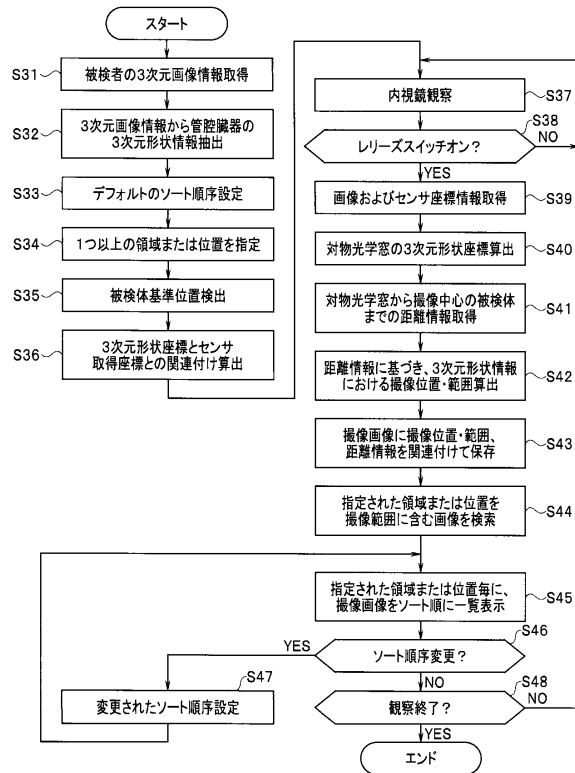 スタート
S31
被検者の3次元画像情報取得
S32
3次元画像情報から管腔臓器の
3次元形状情報抽出
S33
デフォルトのソート順序設定
S34
1つ以上の領域または位置を指定
S35
被検体基準位置検出
S36
3次元形状座標とセンサ
取得座標との関連付け算出
内視鏡観察
S37
レリーズスイッチオン?
S38
NO
YES
画像およびセンサ座標情報取得
S39
対物光学窓の3次元形状座標算出
S40
対物光学窓から撮像中心の被検体
までの距離情報取得
S41
距離情報に基づき、3次元形状情報
における撮像位置・範囲算出
S42
撮像画像に撮像位置・範囲、
距離情報を関連付けて保存
S43
指定された領域または位置を
撮像範囲に含む画像を検索
S44
指定された領域または位置毎に、
撮像画像をソート順に一覧表示
S45
S46
YES
ソート順序変更?
NO
S47
変更されたソート順序設定
S48
観察終了?
NO
YES
エンド